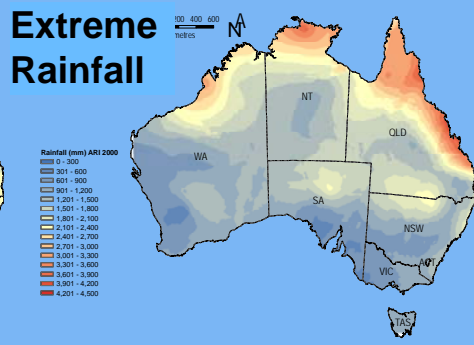 Extreme
Rainfall
200 400 600
metres
N
Rainfall (mm) ARI 2000
0 - 300
301 - 600
601 - 900
901 - 1,200
1,201 - 1,500
1,501 - 1,800
1,801 - 2,100
2,101 - 2,400
2,401 - 2,700
2,701 - 3,000
3,001 - 3,300
3,301 - 3,600
3,601 - 3,900
3,901 - 4,200
4,201 - 4,500
NT
QLD
WA
SA
NSW
ACT
VIC
TAS